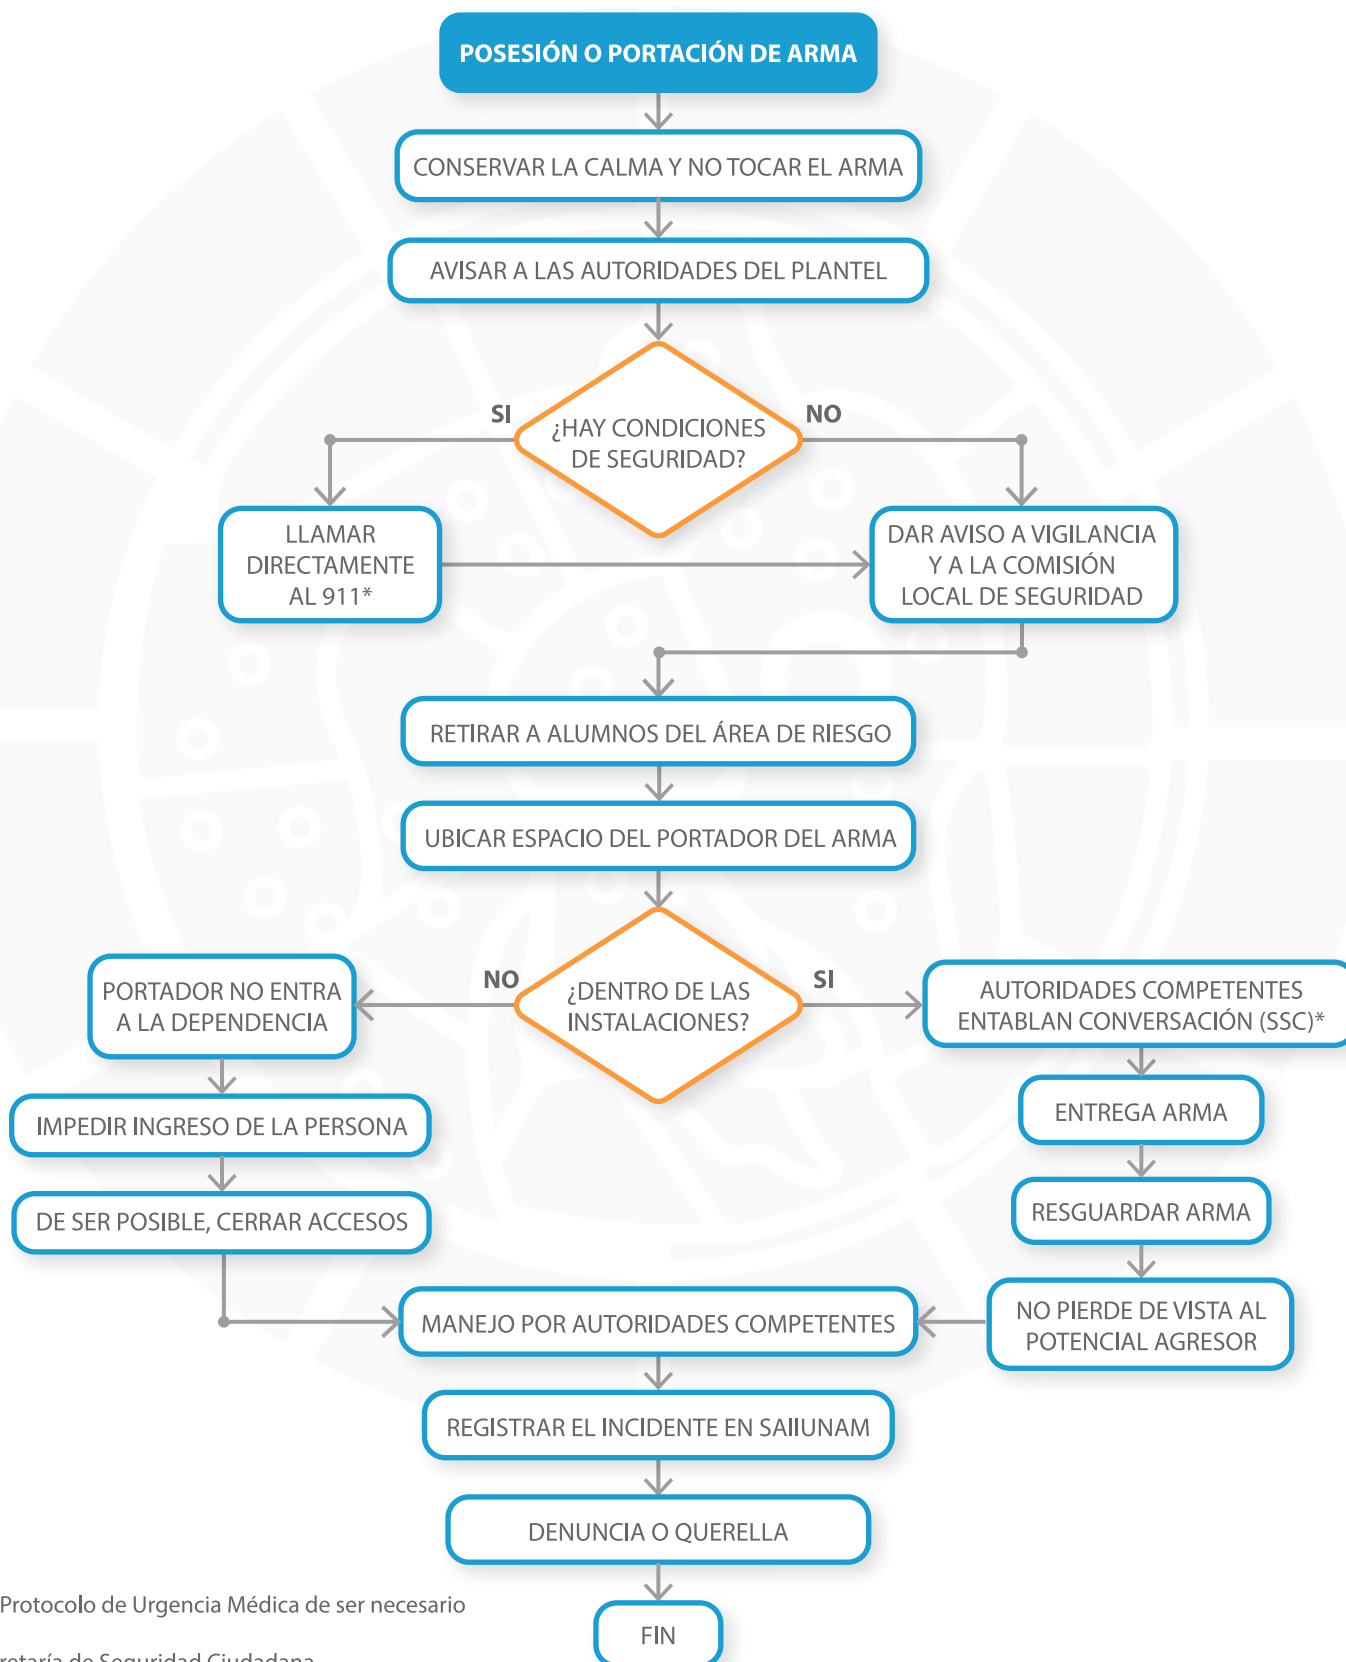 POSESIÓN O PORTACIÓN DE ARMA
CONSERVAR LA CALMA Y NO TOCAR EL ARMA
AVISAR A LAS AUTORIDADES DEL PLANTEL
¿HAY CONDICIONES
DE SEGURIDAD?
SI
NO
LLAMAR
DIRECTAMENTE
AL 911*
DAR AVISO A VIGILANCIA
Y A LA COMISIÓN
LOCAL DE SEGURIDAD
RETIRAR A ALUMNOS DEL ÁREA DE RIESGO
UBICAR ESPACIO DEL PORTADOR DEL ARMA
¿DENTRO DE LAS
INSTALACIONES?
NO
SI
PORTADOR NO ENTRA
A LA DEPENDENCIA
IMPEDIR INGRESO DE LA PERSONA
DE SER POSIBLE, CERRAR ACCESOS
AUTORIDADES COMPETENTES
ENTABLAN CONVERSACIÓN (SSC)*
ENTREGA ARMA
RESGUARDAR ARMA
NO PIERDE DE VISTA AL
POTENCIAL AGRESOR
MANEJO POR AUTORIDADES COMPETENTES
REGISTRAR EL INCIDENTE EN SAIIUNAM
DENUNCIA O QUERELLA
FIN
Protocolo de Urgencia Médica de ser necesario
retaría de Seguridad Ciudadana